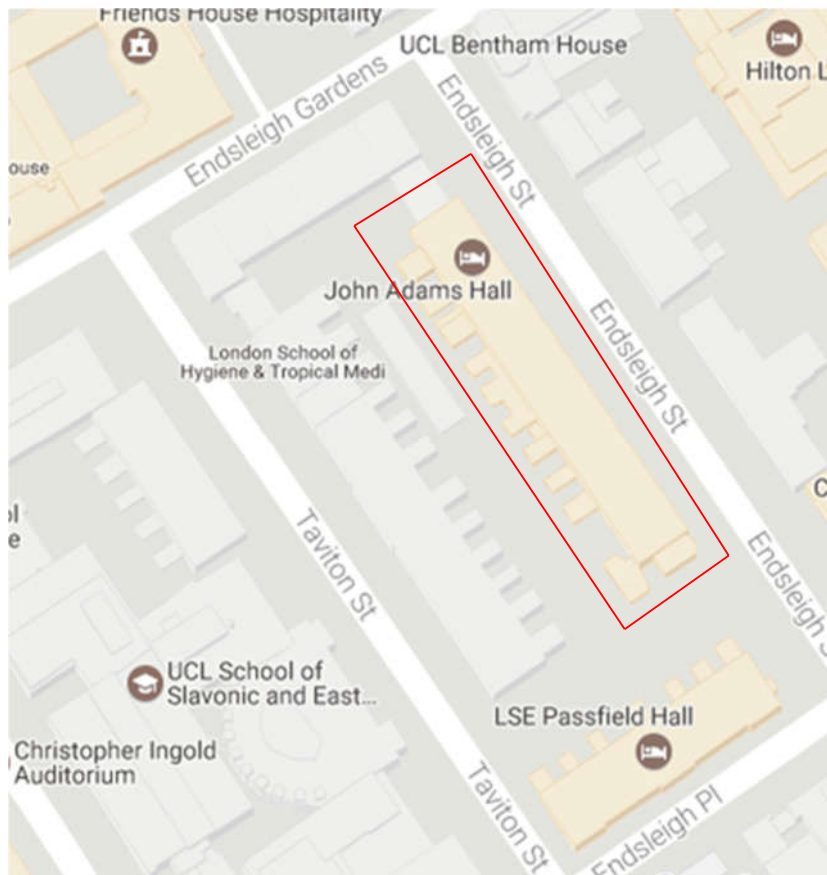 Friends House Hospitality
UCL Bentham House
Hilton L
Endsleigh Gardens
Endsleigh St
ouse
John Adams Hall
Endsleigh St
London School of
Hygiene & Tropical Medi
C
ol
e
Taviton St
Endsleigh S
UCL School of
Slavonic and East...
LSE Passfield Hall
Christopher Ingold
Auditorium
Taviton St
Endsleigh Pl